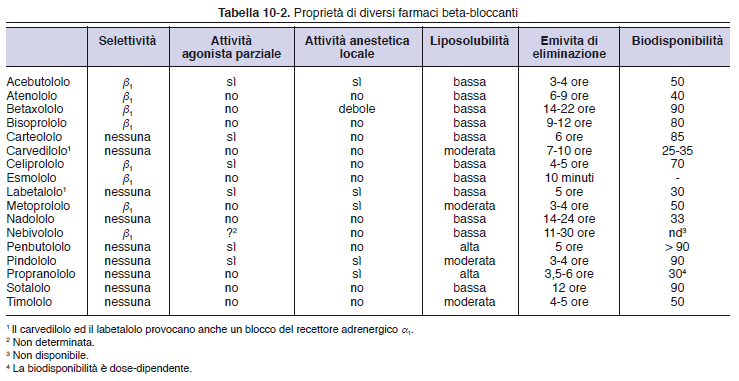 Tabella 10-2. Proprietà di diversi farmaci beta-bloccanti
Selettività Attività agonista parziale Attività anestetica locale Liposolubilità Emivita di eliminazione Biodisponibilità
Acebutololo β₁ sì sì bassa 3-4 ore 50
Atenololo β₁ no no bassa 6-9 ore 40
Betaxololo β₁ no debole bassa 14-22 ore 90
Bisoprololo β₁ no no bassa 9-12 ore 80
Carteololo nessuna sì no bassa 6 ore 85
Carvedilolo¹ nessuna no no moderata 7-10 ore 25-35
Celiprololo β₁ sì no bassa 4-5 ore 70
Esmololo β₁ no no bassa 10 minuti -
Labetalolo¹ nessuna sì sì bassa 5 ore 30
Metoprololo β₁ no sì moderata 3-4 ore 50
Nadololo nessuna no no bassa 14-24 ore 33
Nebivololo β₁ ?² no bassa 11-30 ore nd³
Penbutololo nessuna sì no alta 5 ore > 90
Pindololo nessuna sì sì moderata 3-4 ore 90
Propranololo nessuna no sì alta 3,5-6 ore 30⁴
Sotalolo nessuna no no bassa 12 ore 90
Timololo nessuna no no moderata 4-5 ore 50
¹ Il carvedilolo ed il labetalolo provocano anche un blocco del recettore adrenergico α₁.
² Non determinata.
³ Non disponibile.
⁴ La biodisponibilità è dose-dipendente.